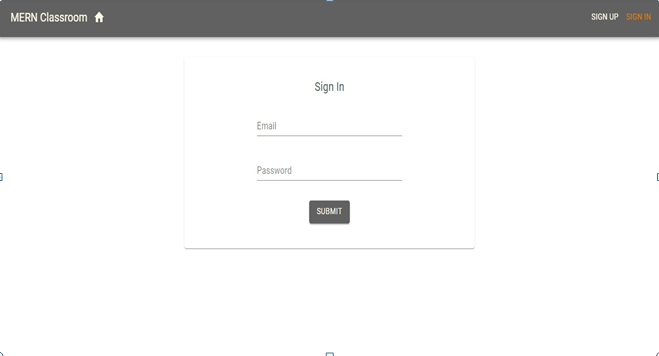 MERN Classroom SIGN UP SIGN IN
Sign In
Email
Password
SUBMIT